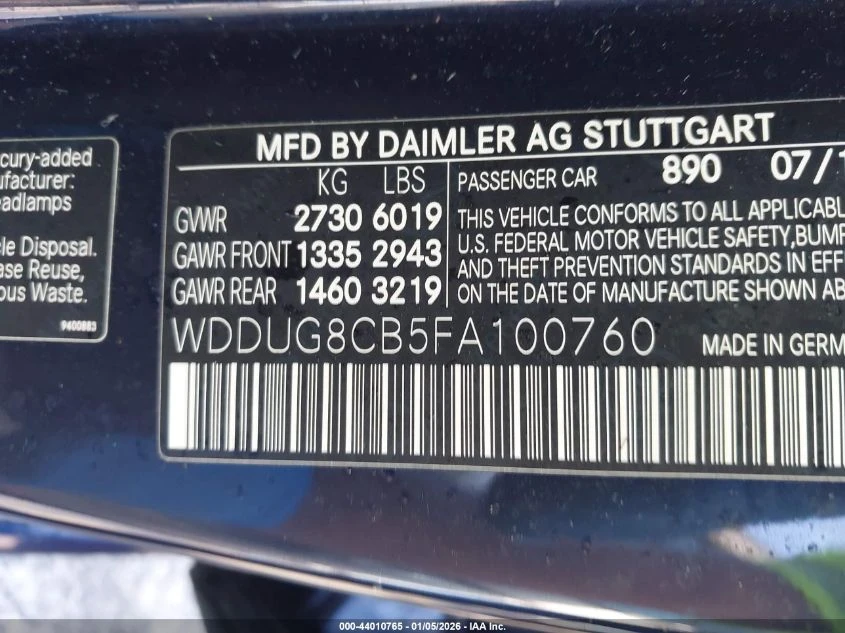 cury-added
ufacturer:
eadlamps
le Disposal.
ase Reuse,
ous Waste.
9400883
MFD BY DAIMLER AG STUTTGART
KG LBS
GVWR 2730 6019
GAWR FRONT 1335 2943
GAWR REAR 1460 3219
PASSENGER CAR 890 07/1
THIS VEHICLE CONFORMS TO ALL APPLICABL
U.S. FEDERAL MOTOR VEHICLE SAFETY,BUMP
AND THEFT PREVENTION STANDARDS IN EFF
ON THE DATE OF MANUFACTURE SHOWN AB
WDDUG8CB5FA100760 MADE IN GERM
000-44010765 - 01/05/2026 - IAA Inc.